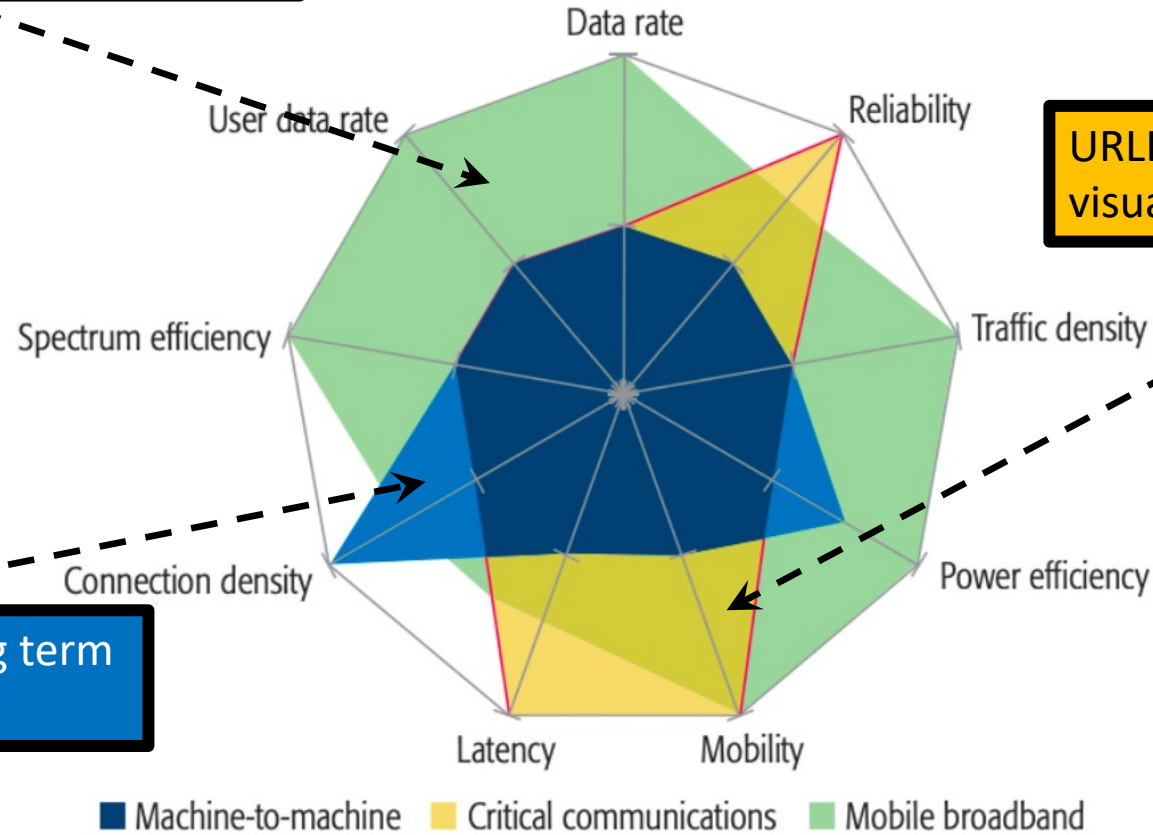 Data rate
User data rate
Reliability
URLL
visua
Spectrum efficiency
Traffic density
Connection density
Power efficiency
g term
Latency
Mobility
Machine-to-machine Critical communications Mobile broadband